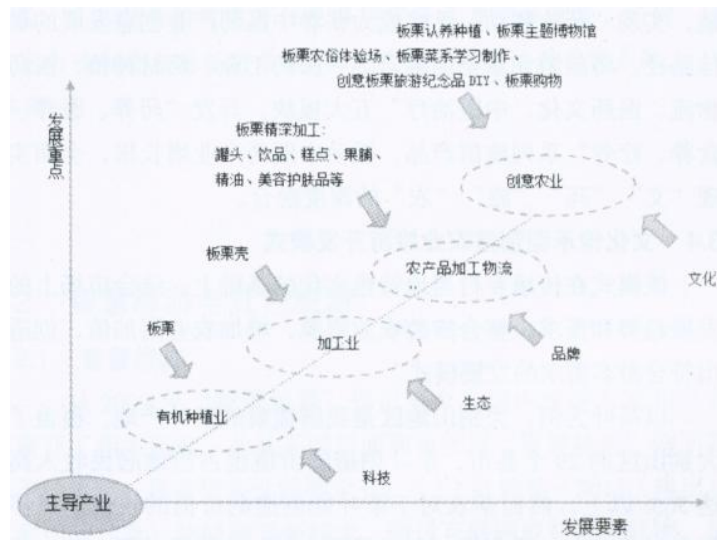 板栗认养种植、板栗主题博物馆
板栗农俗体验场、板栗菜系学习制作、
创意板栗旅游纪念品 DIY、板栗购物
发展重点
板栗精深加工:
罐头、饮品、糕点、果脯、
精油、美容护肤品等
创意农业
板栗壳
农产品加工物流
文化
板栗
加工业
品牌
有机种植业
生态
科技
主导产业
发展要素